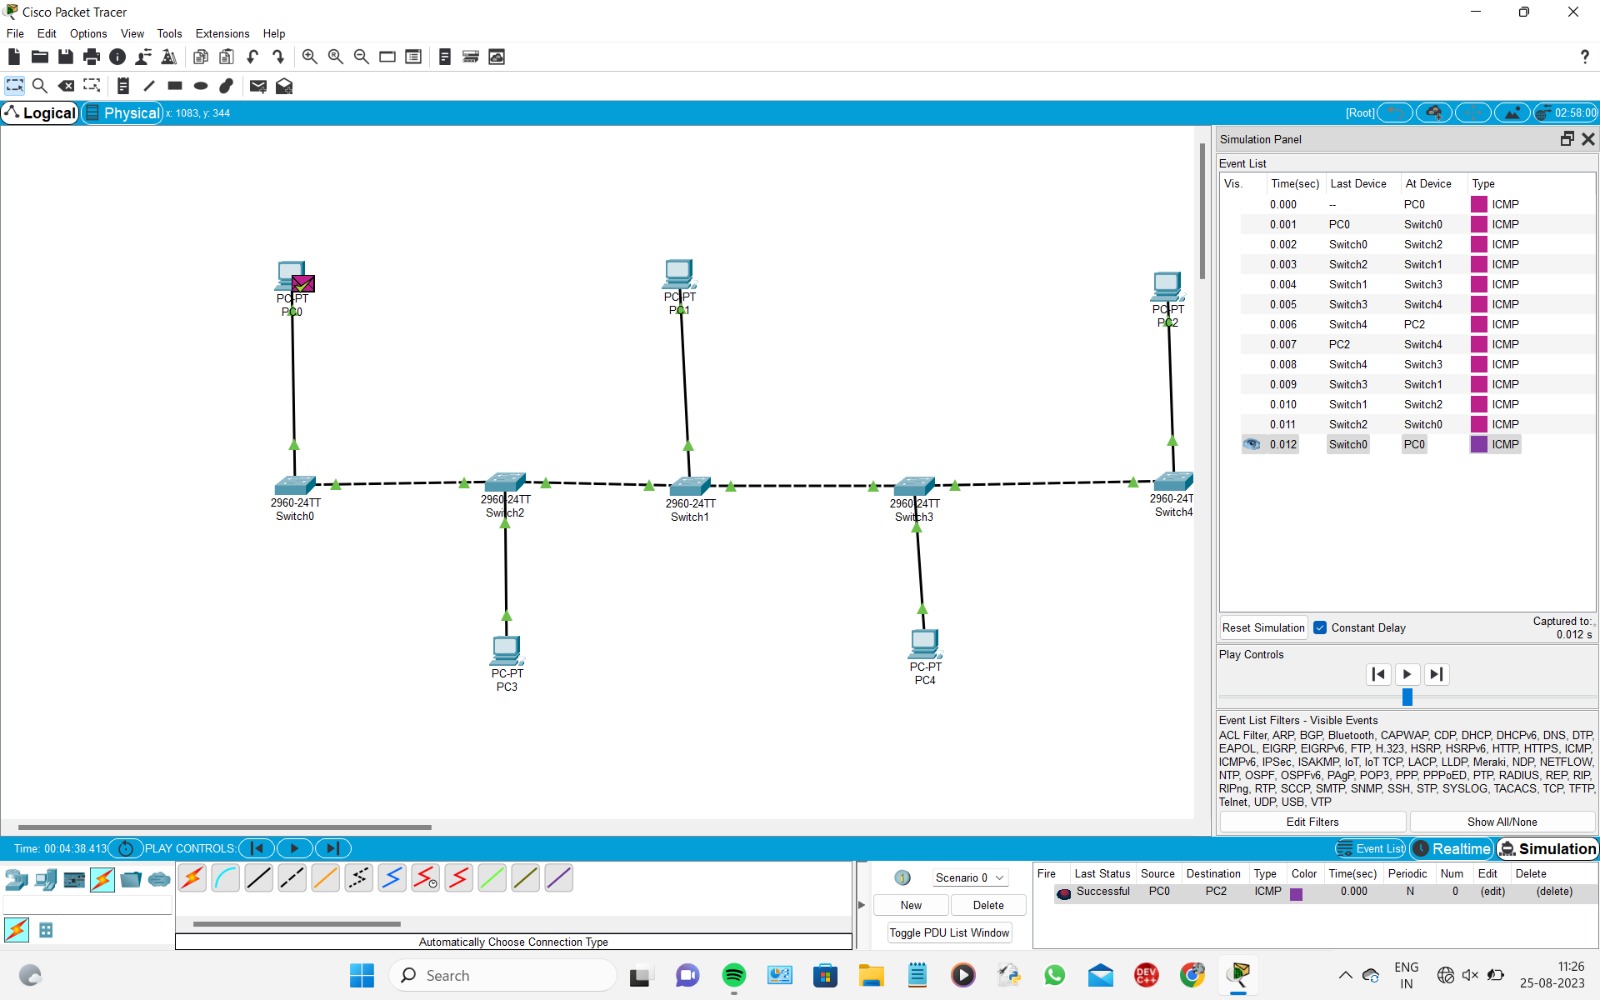 Cisco Packet Tracer
File Edit Options View Tools Extensions Help
?
Logical Physical x: 1083, y: 344 [Root] 02:58:00
Simulation Panel
Event List
Vis. Time(sec) Last Device At Device Type
0.000 -- PC0 ICMP
0.001 PC0 Switch0 ICMP
0.002 Switch0 Switch2 ICMP
0.003 Switch2 Switch1 ICMP
0.004 Switch1 Switch3 ICMP
0.005 Switch3 Switch4 ICMP
0.006 Switch4 PC2 ICMP
0.007 PC2 Switch4 ICMP
0.008 Switch4 Switch3 ICMP
0.009 Switch3 Switch1 ICMP
0.010 Switch1 Switch2 ICMP
0.011 Switch2 Switch0 ICMP
0.012 Switch0 PC0 ICMP
PC-PT
PC0
PC-PT
PC1
PC-PT
PC2
2960-24TT
Switch0
2960-24TT
Switch2
2960-24TT
Switch1
2960-24TT
Switch3
2960-24T
Switch4
PC-PT
PC3
PC-PT
PC4
Reset Simulation Constant Delay Captured to:
0.012 s
Play Controls
Event List Filters - Visible Events
ACL Filter, ARP, BGP, Bluetooth, CAPWAP, CDP, DHCP, DHCPv6, DNS, DTP,
EAPOL, EIGRP, EIGRPv6, FTP, H.323, HSRP, HSRPv6, HTTP, HTTPS, ICMP,
ICMPv6, IPSec, ISAKMP, IoT, IoT TCP, LACP, LLDP, Meraki, NDP, NETFLOW,
NTP, OSPF, OSPFv6, PAgP, POP3, PPP, PPPoED, PTP, RADIUS, REP, RIP,
RIPng, RTP, SCCP, SMTP, SNMP, SSH, STP, SYSLOG, TACACS, TCP, TFTP,
Telnet, UDP, USB, VTP
Edit Filters Show All/None
Time: 00:04:38.413 PLAY CONTROLS: Event List Realtime Simulation
Scenario 0
New Delete
Toggle PDU List Window
Fire Last Status Source Destination Type Color Time(sec) Periodic Num Edit Delete
Successful PC0 PC2 ICMP 0.000 N 0 (edit) (delete)
Automatically Choose Connection Type
Search
DEV C++
ENG
IN
11:26
25-08-2023